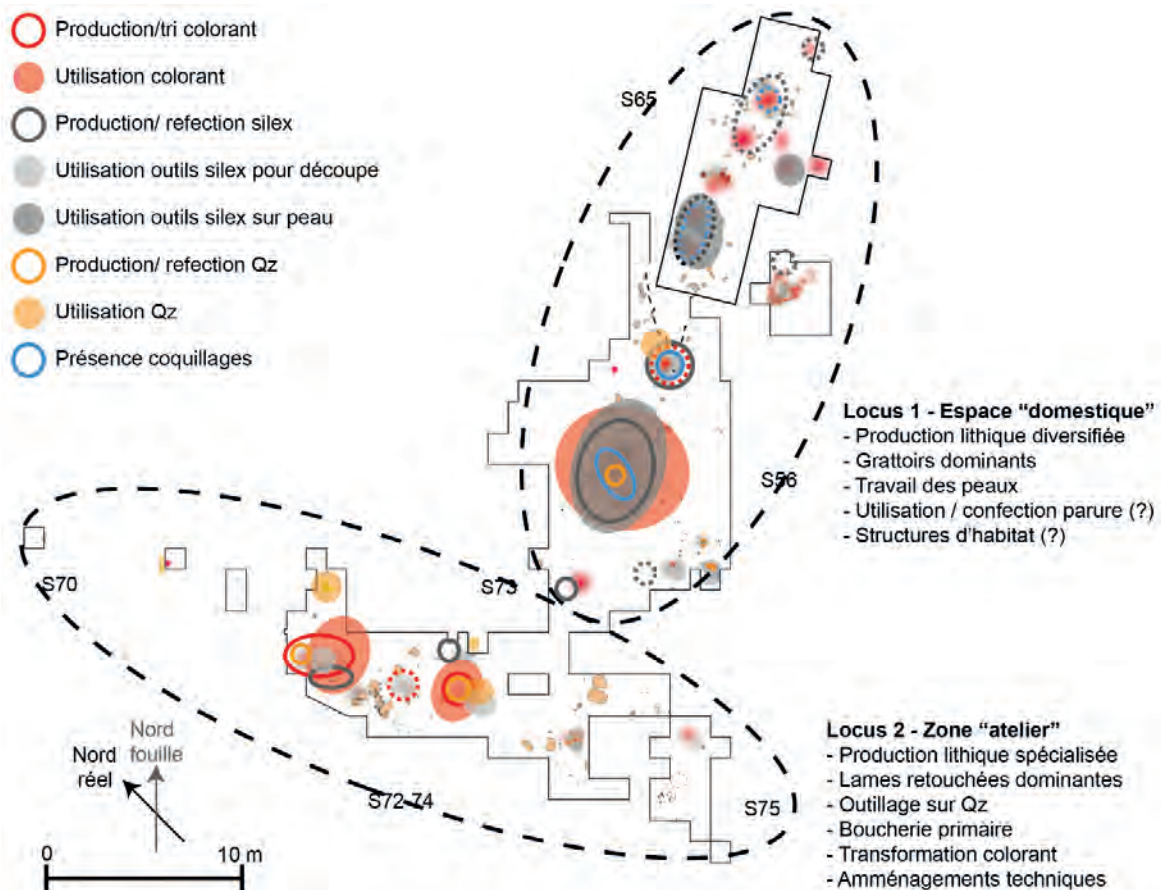 Production/tri colorant
Utilisation colorant
Production/ refection silex
Utilisation outils silex pour découpe
Utilisation outils silex sur peau
Production/ refection Qz
Utilisation Qz
Présence coquillages
S65
Locus 1 - Espace “domestique”
- Production lithique diversifiée
- Grattoirs dominants
- Travail des peaux
- Utilisation / confection parure (?)
- Structures d’habitat (?)
S56
S70
S73
Nord
fouille
Nord
réel
S72-74
S75
Locus 2 - Zone “atelier”
- Production lithique spécialisée
- Lames retouchées dominantes
- Outillage sur Qz
- Boucherie primaire
- Transformation colorant
- Amménagements techniques
0
10 m